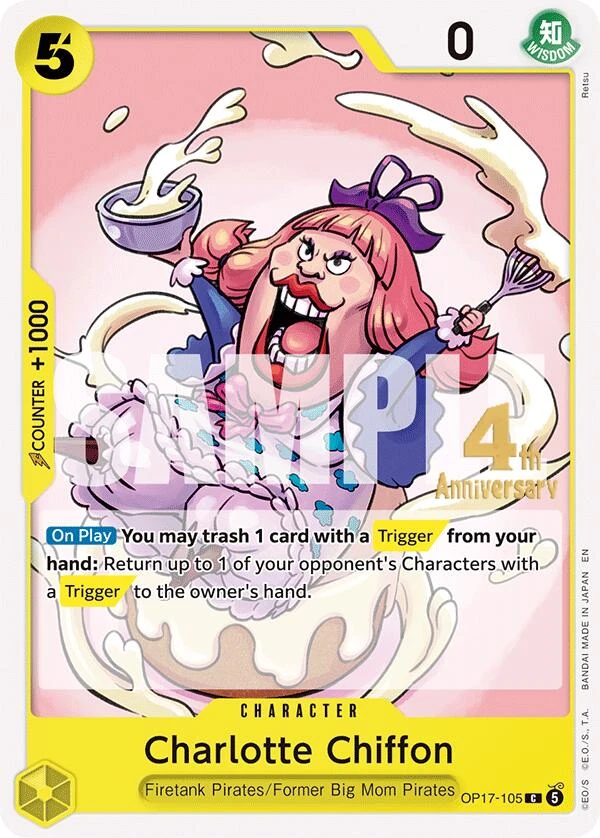 5
0
知
WISDOM
Retsu
COUNTER +1000
SAMPLE
4th
Anniversary
On Play You may trash 1 card with a Trigger from your
hand: Return up to 1 of your opponent's Characters with
a Trigger to the owner's hand.
CHARACTER
Charlotte Chiffon
Firetank Pirates/Former Big Mom Pirates
OP17-105 C 5
©EO/S ©E.O./S., T.A. BANDAI MADE IN JAPAN EN